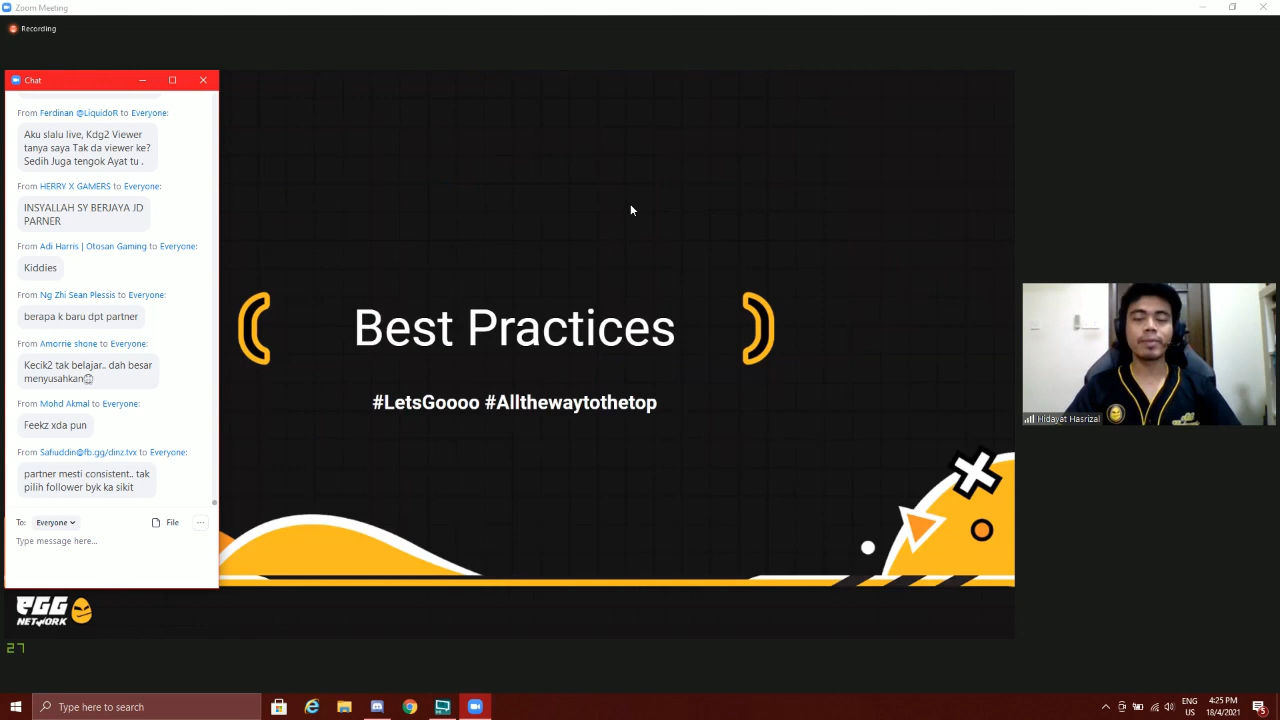 Zoom Meeting
Recording
Chat
From Ferdinan @LiquidoR to Everyone:
Aku slalu live, Kdg2 Viewer
tanya saya Tak da viewer ke?
Sedih Juga tengok Ayat tu .
From HERRY X GAMERS to Everyone:
INSYALLAH SY BERJAYA JD
PARNER
From Adi Harris | Otosan Gaming to Everyone:
Kiddies
From Ng Zhi Sean Plessis to Everyone:
berapa k baru dpt partner
From Amorrie shone to Everyone:
Kecik2 tak belajar.. dah besar
menyusahkan
From Mohd Akmal to Everyone:
Feekz xda pun
From Safiuddin@fb.gg/dinz.tvx to Everyone:
partner mesti consistent.. tak
pilih follower byk ka sikit
To: Everyone
File
Type message here...
Best Practices
#LetsGoooo #Allthewaytothetop
Hidayat Hasrizal
EGG
NETWORK
27
Type here to search
ENG
US
4:25 PM
18/4/2021
5